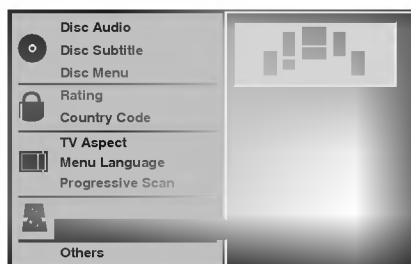 Disc Audio
Disc Subtitle
Disc Menu
Rating
Country Code
TV Aspect
Menu Language
Progressive Scan
Others